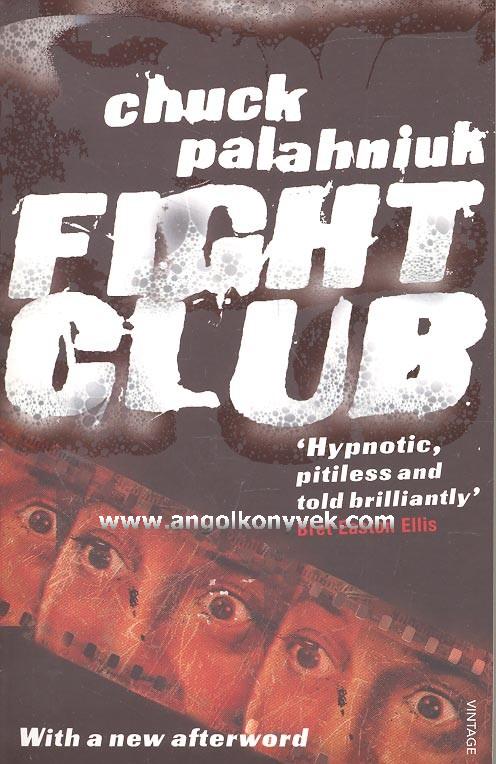 chuck
palahniuk
FIGHT
CLUB
‘Hypnotic,
pitiless and
told brilliantly’
www.angolkonyvek.com
Bret Easton Ellis
VINTAGE
With a new afterword